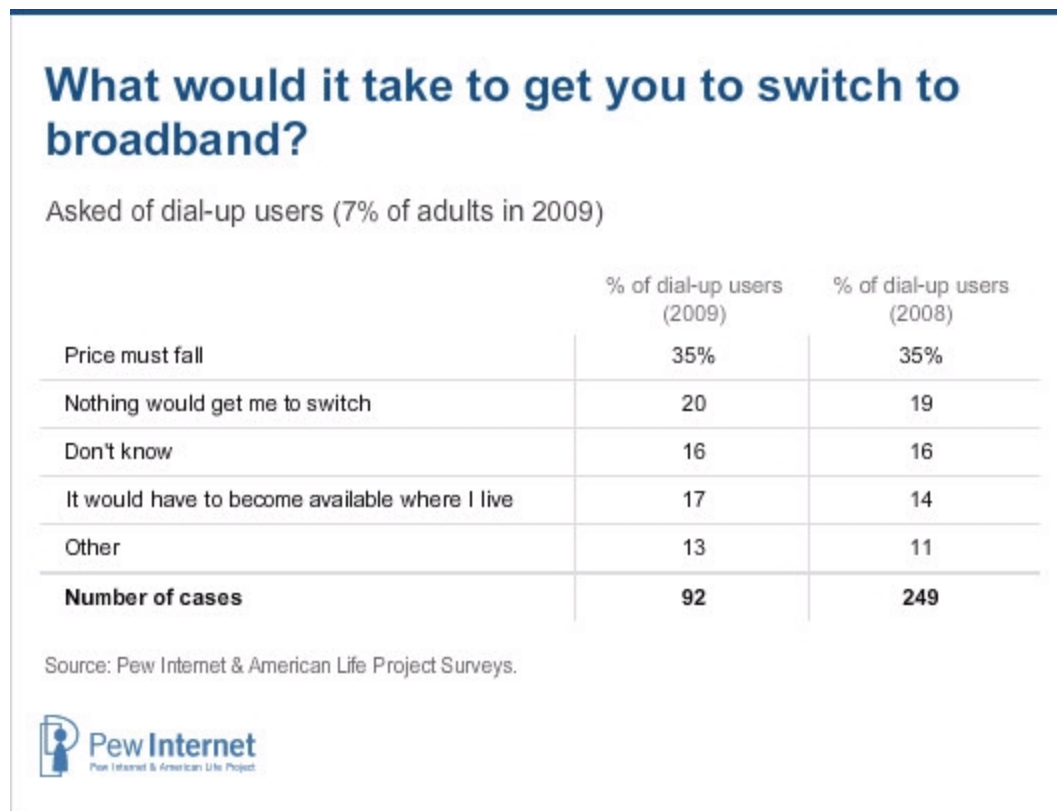 What would it take to get you to switch to
broadband?
Asked of dial-up users (7% of adults in 2009)
% of dial-up users (2009) % of dial-up users (2008)
Price must fall 35% 35%
Nothing would get me to switch 20 19
Don't know 16 16
It would have to become available where I live 17 14
Other 13 11
Number of cases 92 249
Source: Pew Internet & American Life Project Surveys.
Pew Internet
Pew Internet & American Life Project